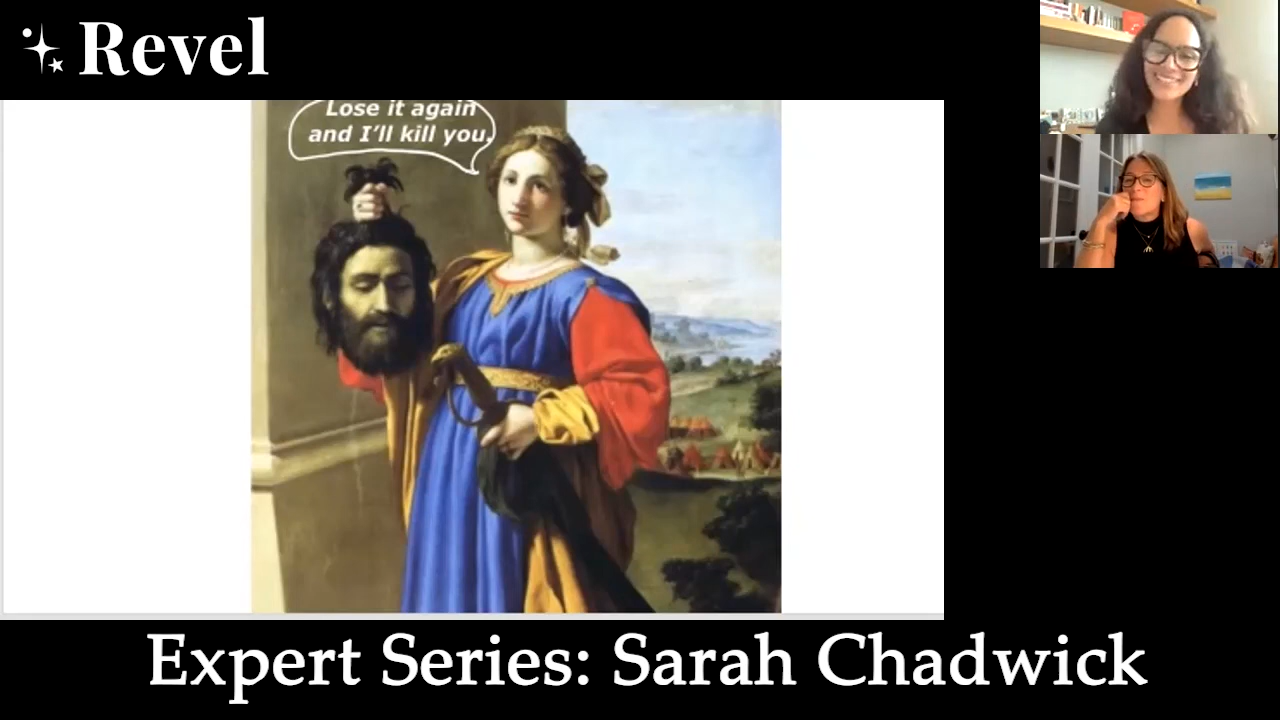 Revel
Lose it again
and I'll kill you.
Expert Series: Sarah Chadwick